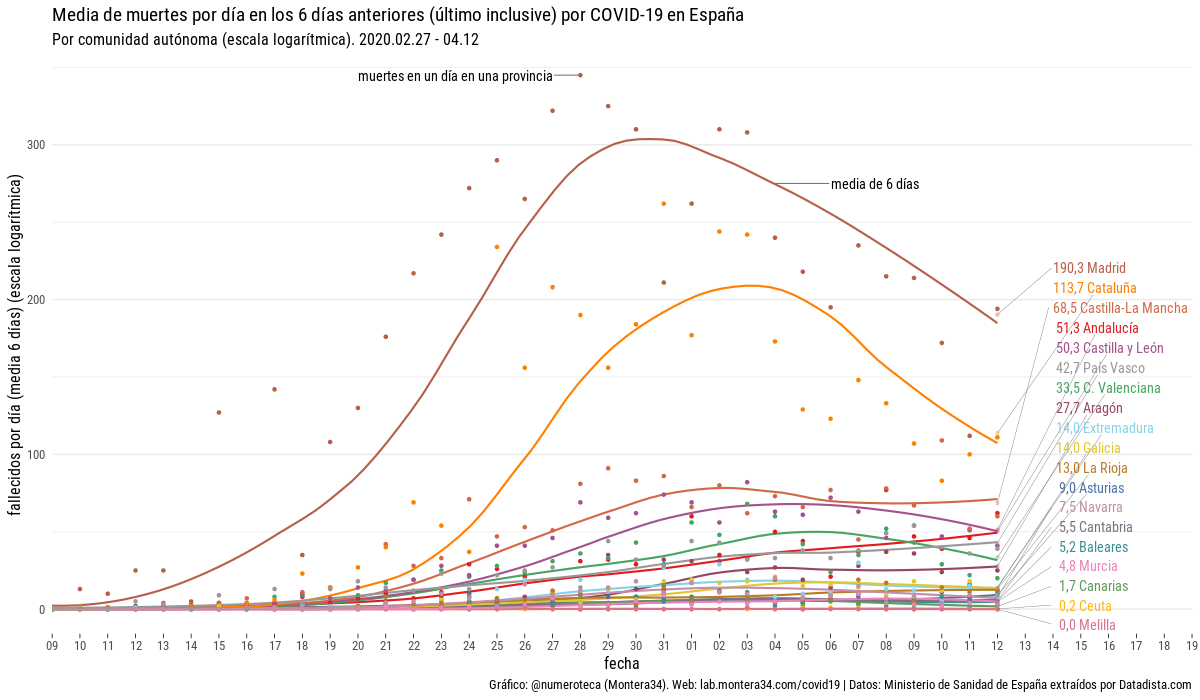 Media de muertes por día en los 6 días anteriores (último inclusive) por COVID-19 en España
Por comunidad autónoma (escala logarítmica). 2020.02.27 - 04.12
muertes en un día en una provincia
media de 6 días
fallecidos por día (media 6 días) (escala logarítmica)
300
200
100
0
190,3 Madrid
113,7 Cataluña
68,5 Castilla-La Mancha
51,3 Andalucía
50,3 Castilla y León
42,7 País Vasco
33,5 C. Valenciana
27,7 Aragón
14,0 Extremadura
14,0 Galicia
13,0 La Rioja
9,0 Asturias
7,5 Navarra
5,5 Cantabria
5,2 Baleares
4,8 Murcia
1,7 Canarias
0,2 Ceuta
0,0 Melilla
09 10 11 12 13 14 15 16 17 18 19 20 21 22 23 24 25 26 27 28 29 30 31 01 02 03 04 05 06 07 08 09 10 11 12 13 14 15 16 17 18 19
fecha
Gráfico: @numeroteca (Montera34). Web: lab.montera34.com/covid19 | Datos: Ministerio de Sanidad de España extraídos por Datadista.com